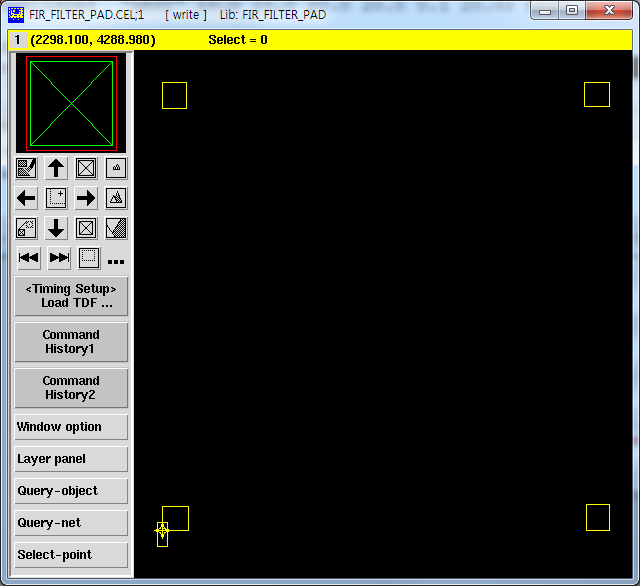 FIR_FILTER_PAD.CEL;1 [ write ] Lib: FIR_FILTER_PAD
1 (2298.100, 4288.980) Select = 0
<Timing Setup>
Load TDF ...
Command
History1
Command
History2
Window option
Layer panel
Query-object
Query-net
Select-point